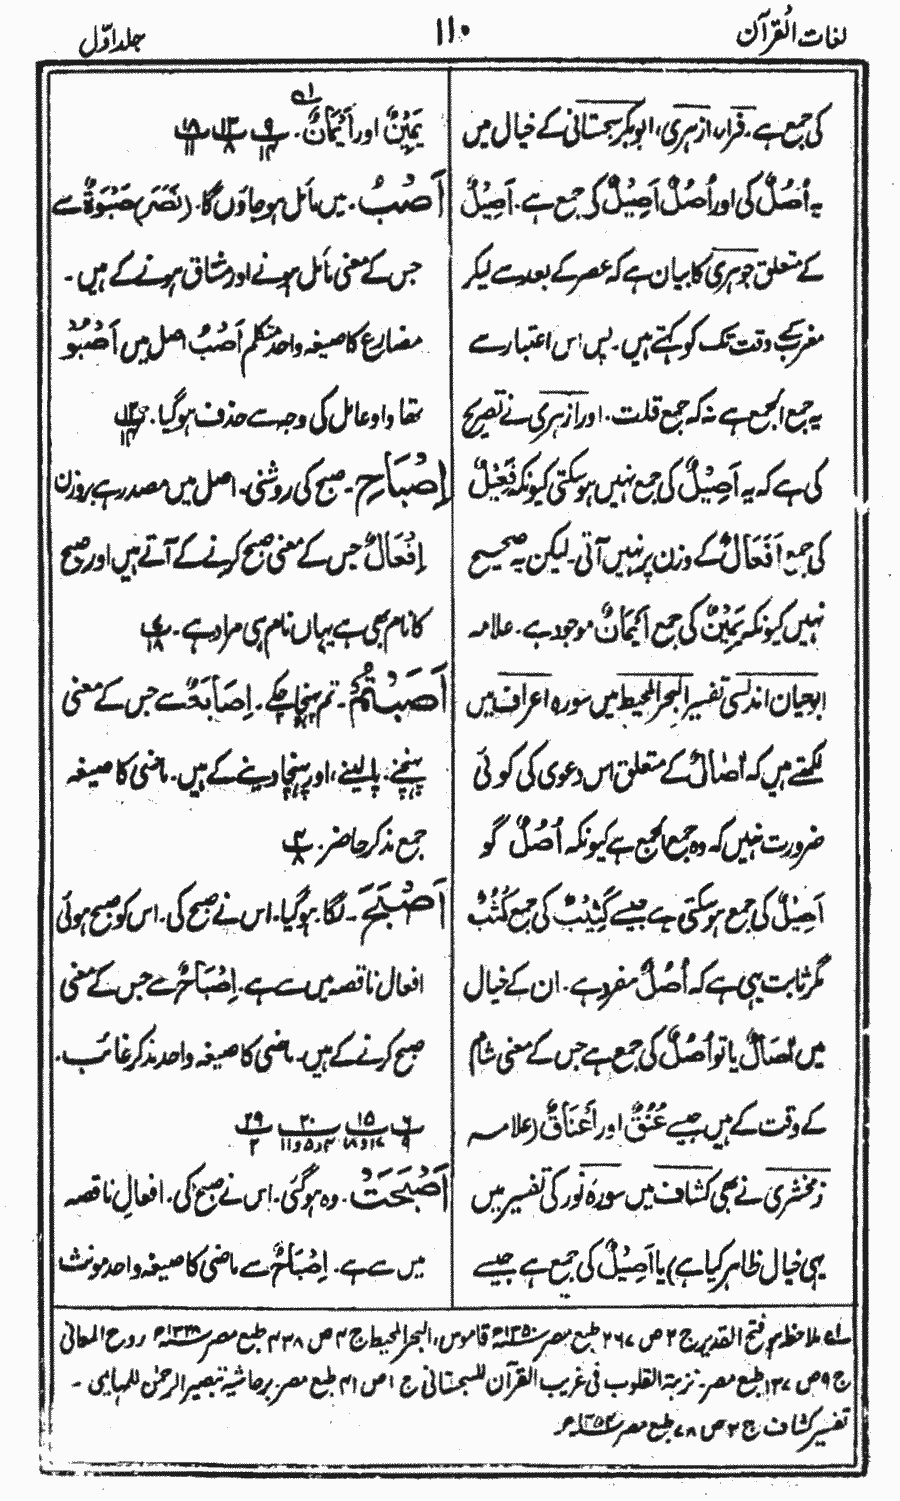 لغات القرآن
۱۱۰
جلد اوّل
کی جمع ہے، فراء، ازہری، ابوبکر سجستانی کے خیال میں
یہ اُصُلٌ کی اور اُصُلٌ اَصِیْلٌ کی جمع ہے۔ اَصِیْلٌ
کے متعلق جوہری کا بیان ہے کہ عصر کے بعد سے لیکر
مغرب کے وقت تک کو کہتے ہیں۔ پس اس اعتبار سے
یہ جمع الجمع ہے نہ کہ جمع قلت۔ اور ازہری نے تصریح
کی ہے کہ یہ اَصِیْلٌ کی جمع نہیں ہو سکتی کیونکہ فَعِیْلٌ
کی جمع اَفْعَالٌ کے وزن پر نہیں آتی۔ لیکن یہ صحیح
نہیں کیونکہ یَمِیْنٌ کی جمع اَیْمَانٌ موجود ہے۔ علامہ
ابوحیان اندلسی تفسیر البحر المحیط میں سورہ اعراف میں
لکھتے ہیں کہ اٰصَالٌ کے متعلق اس دعوی کی کوئی
ضرورت نہیں کہ وہ جمع الجمع ہے کیونکہ اُصُلٌ گو
اَصِیْلٌ کی جمع ہو سکتی ہے جیسے کَثِیْبٌ کی جمع کُثُبٌ
مگر ثابت یہی ہے کہ اُصُلٌ مفرد ہے۔ ان کے خیال
میں اٰصَالٌ یا تو اُصُلٌ کی جمع ہے جس کے معنی شام
کے وقت کے ہیں جیسے عُنُقٌ اور اَعْنَاقٌ (علامہ
زمخشری نے بھی کشاف میں سورہ نور کی تفسیر میں
یہی خیال ظاہر کیا ہے) یا اَصِیْلٌ کی جمع ہے جیسے
یَمِیْنٌ اور اَیْمَانٌ۔
اَصْبُ۔ میں مائل ہو جاؤں گا۔ (نَصَرَ) صَبْوَةٌ سے
جس کے معنی مائل ہونے اور مشتاق ہونے کے ہیں۔
مضارع کا صیغہ واحد متکلم اَصْبُ اصل میں اَصْبُوْ
تھا واو عامل کی وجہ سے حذف ہو گیا۔
اِصْبَاحِ۔ صبح کی روشنی۔ اصل میں مصدر ہے بروزن
اِفْعَالٌ جس کے معنی صبح کرنے کے آتے ہیں اور صبح
کا نام بھی ہے یہاں نام ہی مراد ہے۔
اَصَبْتُمْ۔ تم پہنچا چکے۔ اِصَابَةٌ سے جس کے معنی
پہنچنے۔ پالینے، اور پہنچا دینے کے ہیں۔ ماضی کا صیغہ
جمع مذکر حاضر۔
اَصْبَحَ۔ لگا۔ ہو گیا۔ اس نے صبح کی۔ اس کو صبح ہوئی
افعال ناقصہ میں سے ہے۔ اِصْبَاحٌ سے جس کے معنی
صبح کرنے کے ہیں۔ ماضی کا صیغہ واحد مذکر غائب۔
اَصْبَحَتْ۔ وہ ہو گئی۔ اس نے صبح کی۔ افعالِ ناقصہ
میں سے ہے۔ اِصْبَاحٌ سے ماضی کا صیغہ واحد مونث
لہ ملاحظہ ہو فتح القدیر ج ۲ ص ۲۶۷ طبع مصر ۱۳۵۰ھ قاموس، البحر المحیط ج ۴ ص ۴۳۸ طبع مصر ۱۳۲۸ھ روح المعانی
ج ۹ ص ۱۳۷ طبع مصر۔ نزہۃ القلوب فی غریب القرآن للسجستانی ج ۱ ص ۴۱ طبع مصر برحاشیہ تبصیر الرحمٰن للمہایمی۔
تفسیر کشاف ج ۲ ص ۷۸ طبع مصر ۱۳۵۴ھ